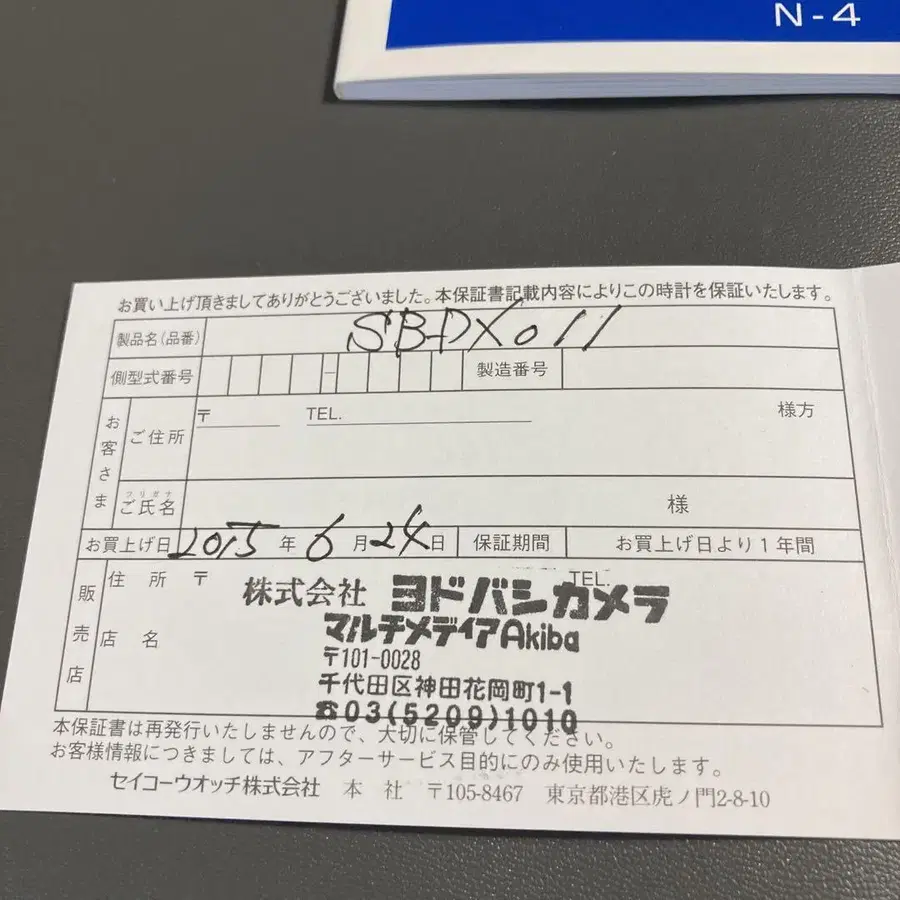 N-4
お買い上げ頂きましてありがとうございました。本保証書記載内容によりこの時計を保証いたします。
製品名(品番) SBDX011
側型式番号 - 製造番号
お客さま
ご住所 〒 TEL. 様方
フリガナ
ご氏名 様
お買上げ日 2015 年 6 月 24 日 保証期間 お買上げ日より1年間
販売店
住所 〒 TEL.
株式会社 ヨドバシカメラ
店名 マルチメディアAkiba
〒101-0028
千代田区神田花岡町1-1
☎03(5209)1010
本保証書は再発行いたしませんので、大切に保管してください。
お客様情報につきましては、アフターサービス目的にのみ使用いたします。
セイコーウオッチ株式会社 本社 〒105-8467 東京都港区虎ノ門2-8-10